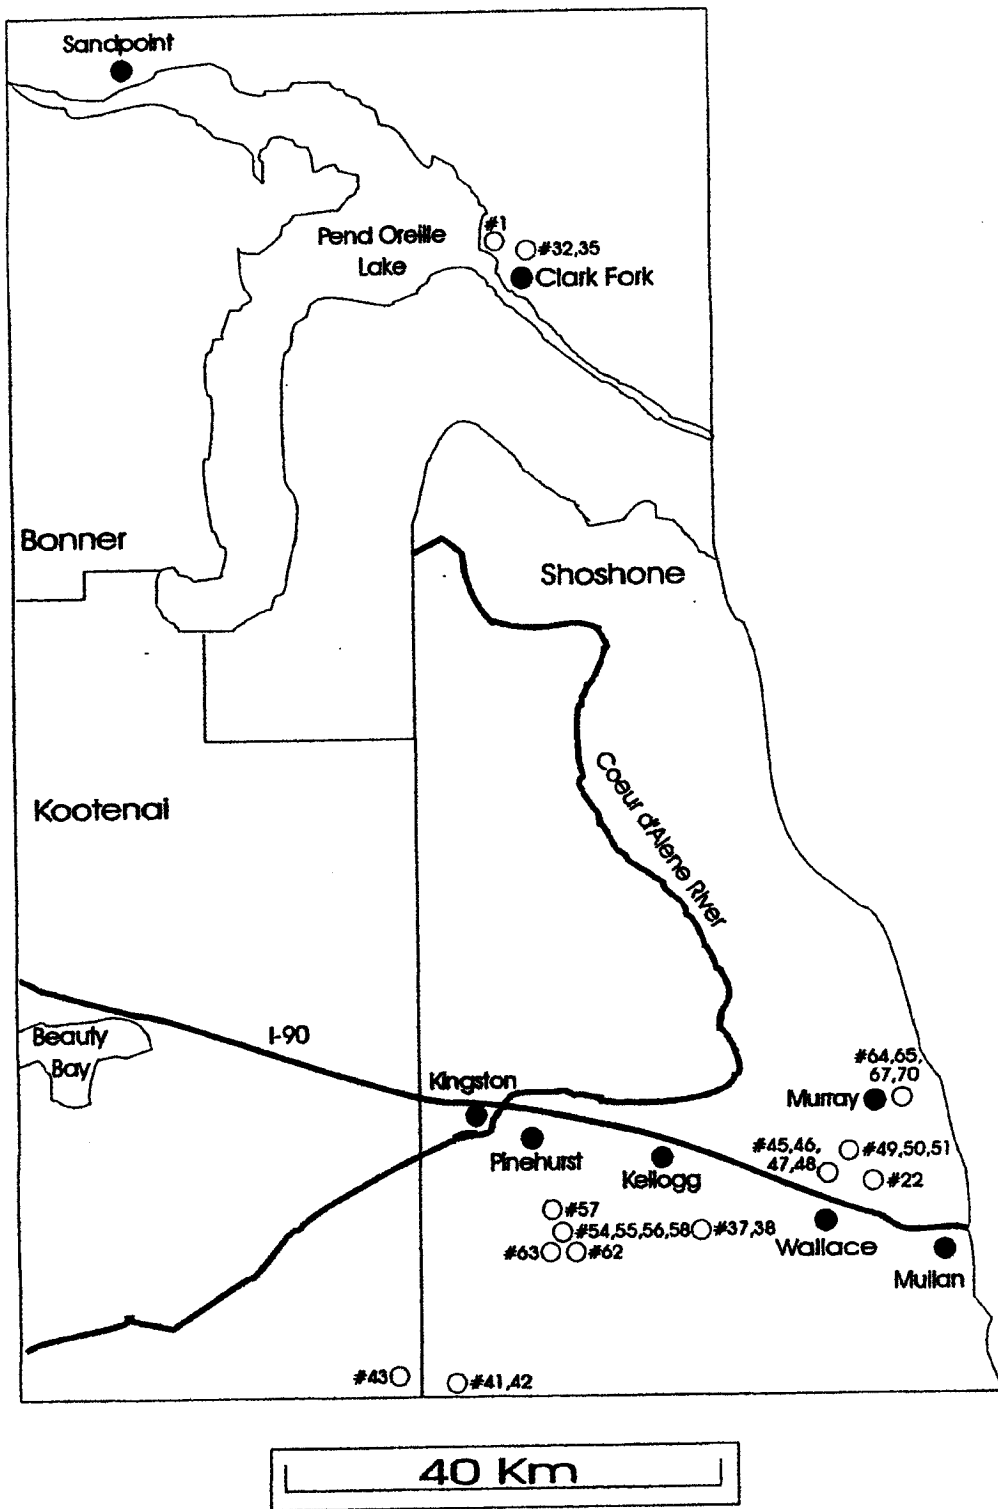 Sandpoint
#1
Pend Oreille
Lake
#32,35
Clark Fork
Bonner
Shoshone
Kootenai
Coeur d'Alene River
I-90
Beauty
Bay
Kingston
#64,65,
67,70
Murray
Pinehurst
Kellogg
#45,46,
47,48
#49,50,51
#22
#57
#54,55,56,58
#37,38
#63
#62
Wallace
Mullan
#43
#41,42
40 Km